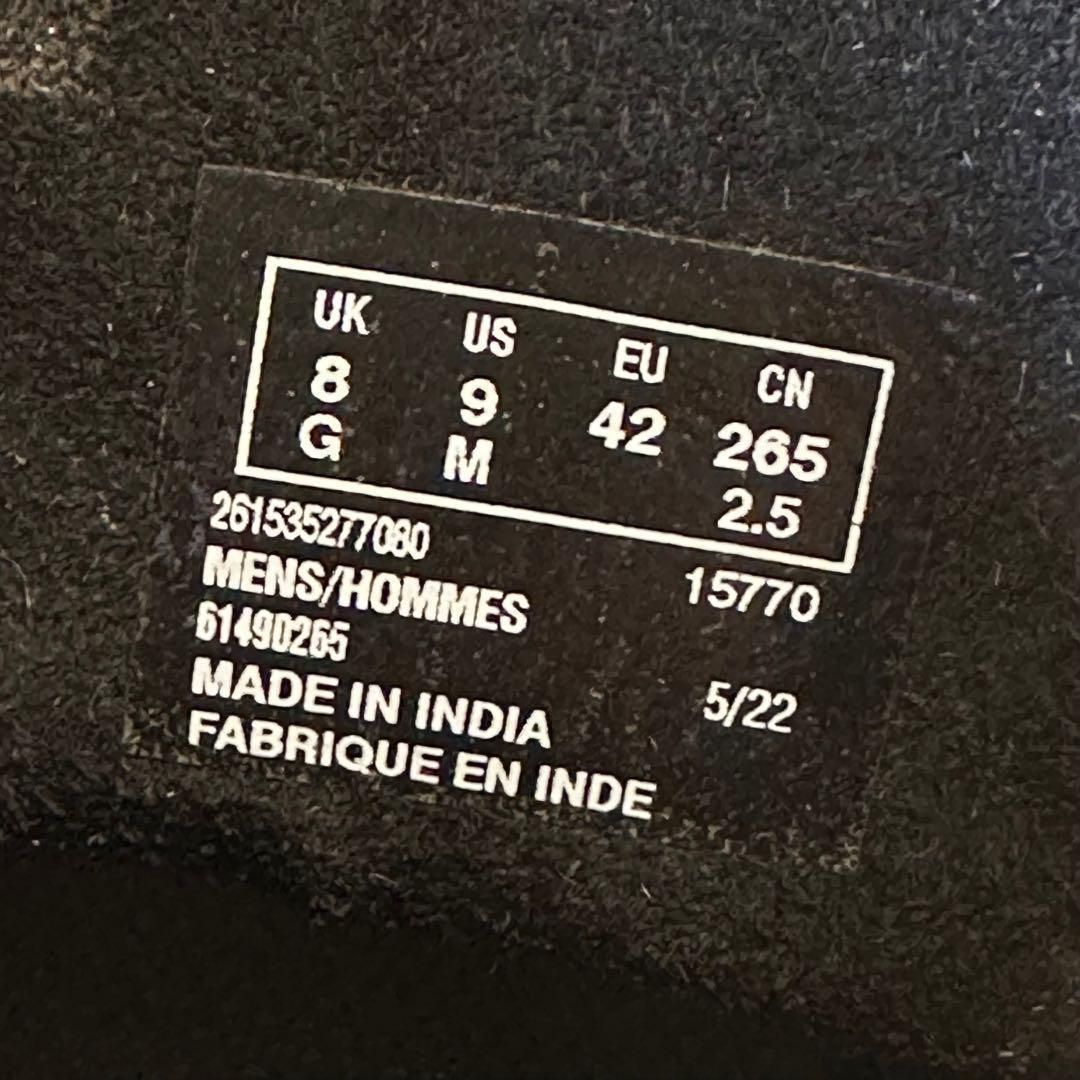 UK US EU CN
8 9 42 265
G M 2.5
261535277080
MENS/HOMMES 15770
61490265
MADE IN INDIA 5/22
FABRIQUE EN INDE